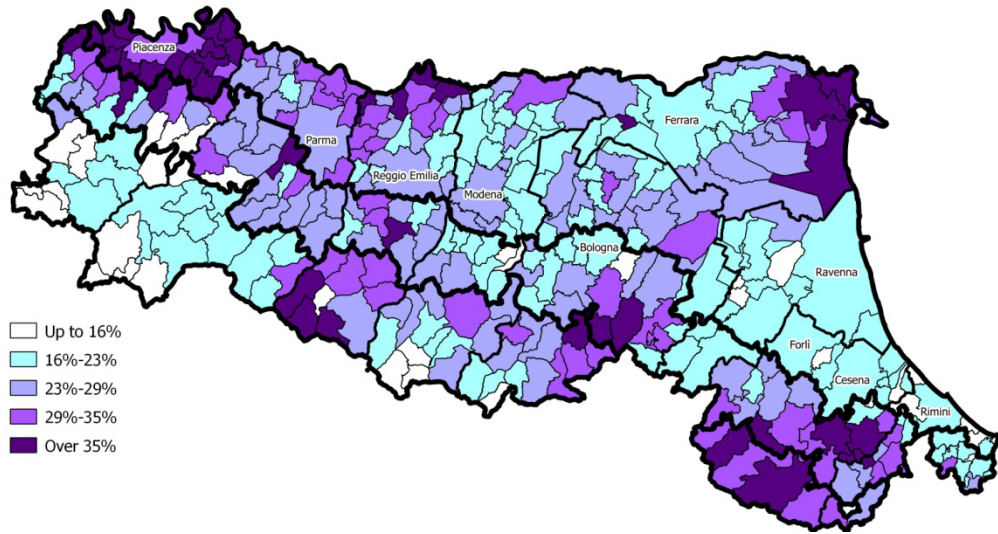 Piacenza
Parma
Reggio Emilia
Modena
Ferrara
Bologna
Ravenna
Forlì
Cesena
Rimini
Up to 16%
16%-23%
23%-29%
29%-35%
Over 35%